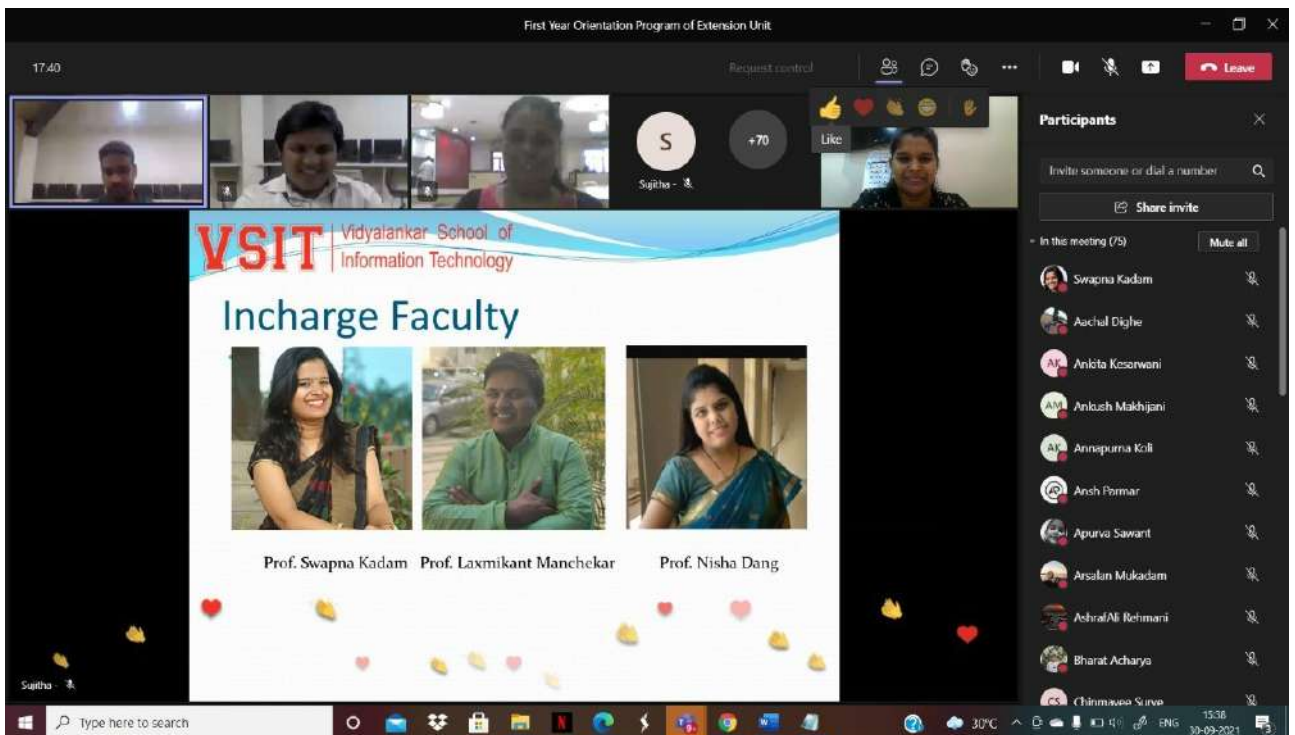 First Year Orientation Program of Extension Unit
17:40
Request control
Leave
S
+70
Like
Sujitha -
Participants
Invite someone or dial a number
Share invite
In this meeting (75)
Mute all
Swapna Kadam
Aachal Dighe
AK
Ankita Kesarwani
AM
Ankush Makhijani
AK
Annapurna Koli
Ansh Parmar
Apurva Sawant
Arsalan Mukadam
AshrafAli Rehmani
Bharat Acharya
CS
Chinmayee Surve
VSIT
Vidyalankar School of
Information Technology
Incharge Faculty
Prof. Swapna Kadam Prof. Laxmikant Manchekar Prof. Nisha Dang
Sujitha -
Type here to search
30°C
ENG
15:38
30-09-2021